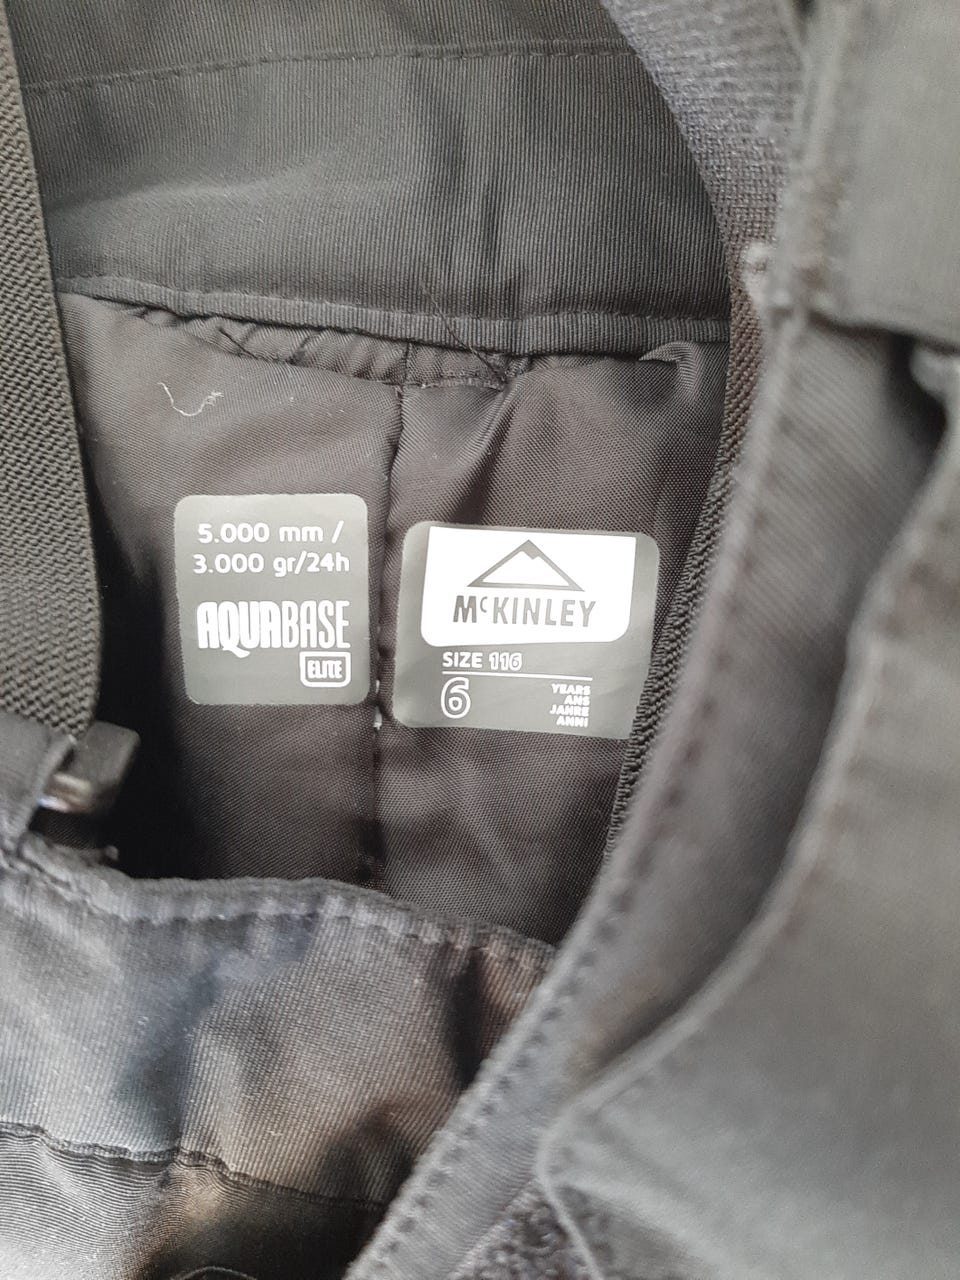 5.000 mm /
3.000 gr/24h
AQUABASE
ELITE
McKINLEY
SIZE 116
6
YEARS
ANS
JAHRE
ANNI